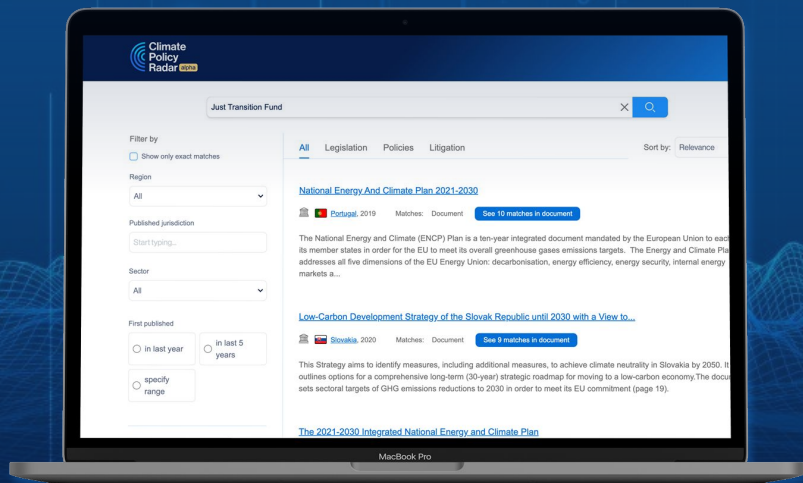 Climate
Policy
Radar alpha
Just Transition Fund
Filter by
Show only exact matches
Region
All
Published jurisdiction
Start typing...
Sector
All
First published
in last year
in last 5
years
specify
range
All Legislation Policies Litigation
Sort by: Relevance
National Energy And Climate Plan 2021-2030
Portugal, 2019 Matches: Document See 10 matches in document
The National Energy and Climate (ENCP) Plan is a ten-year integrated document mandated by the European Union to each
its member states in order for the EU to meet its overall greenhouse gases emissions targets. The Energy and Climate Pla
addresses all five dimensions of the EU Energy Union: decarbonisation, energy efficiency, energy security, internal energy
markets a...
Low-Carbon Development Strategy of the Slovak Republic until 2030 with a View to...
Slovakia, 2020 Matches: Document See 9 matches in document
This Strategy aims to identify measures, including additional measures, to achieve climate neutrality in Slovakia by 2050. It
outlines options for a comprehensive long-term (30-year) strategic roadmap for moving to a low-carbon economy.The docu
sets sectoral targets of GHG emissions reductions to 2030 in order to meet its EU commitment (page 19).
The 2021-2030 Integrated National Energy and Climate Plan
MacBook Pro